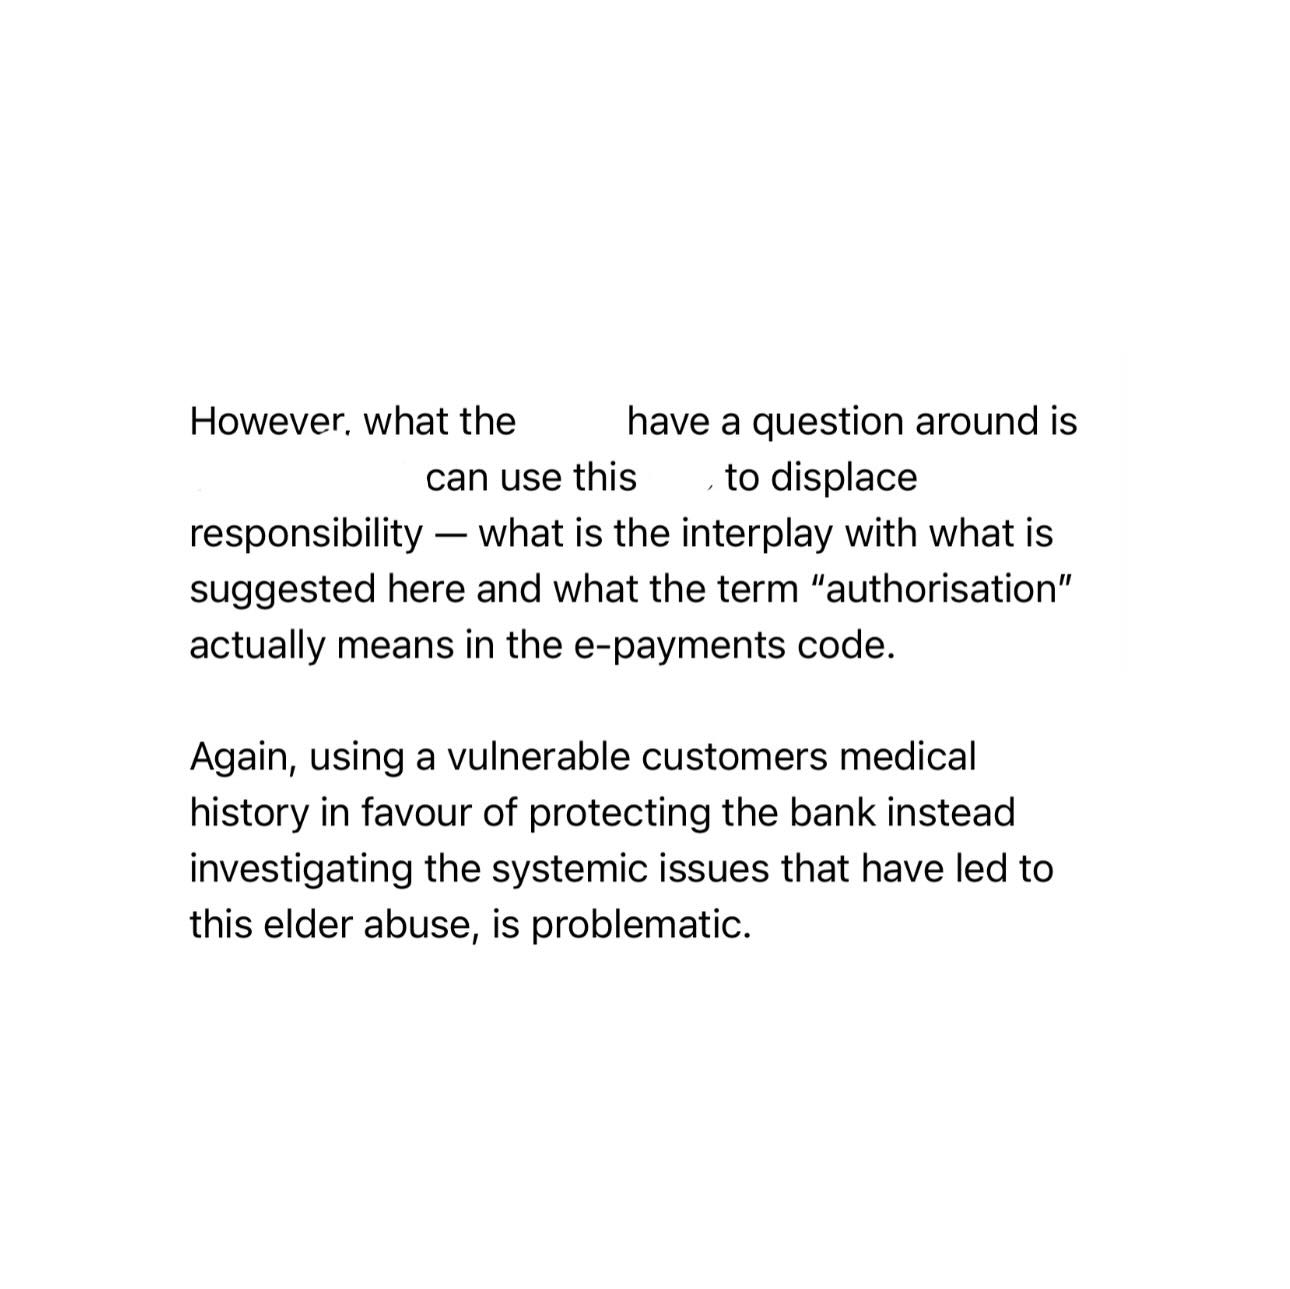 However, what the have a question around is
can use this , to displace
responsibility — what is the interplay with what is
suggested here and what the term “authorisation”
actually means in the e-payments code.
Again, using a vulnerable customers medical
history in favour of protecting the bank instead
investigating the systemic issues that have led to
this elder abuse, is problematic.